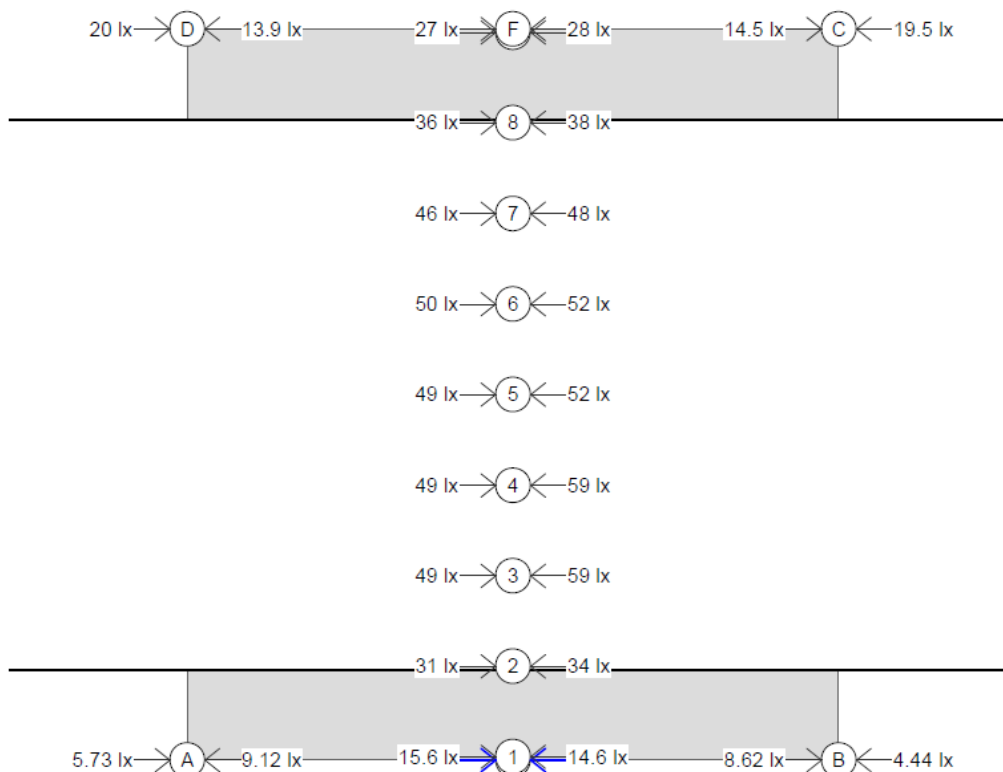 20 lx D 13.9 lx 27 lx F 28 lx 14.5 lx C 19.5 lx
36 lx 8 38 lx
46 lx 7 48 lx
50 lx 6 52 lx
49 lx 5 52 lx
49 lx 4 59 lx
49 lx 3 59 lx
31 lx 2 34 lx
5.73 lx A 9.12 lx 15.6 lx 1 14.6 lx 8.62 lx B 4.44 lx